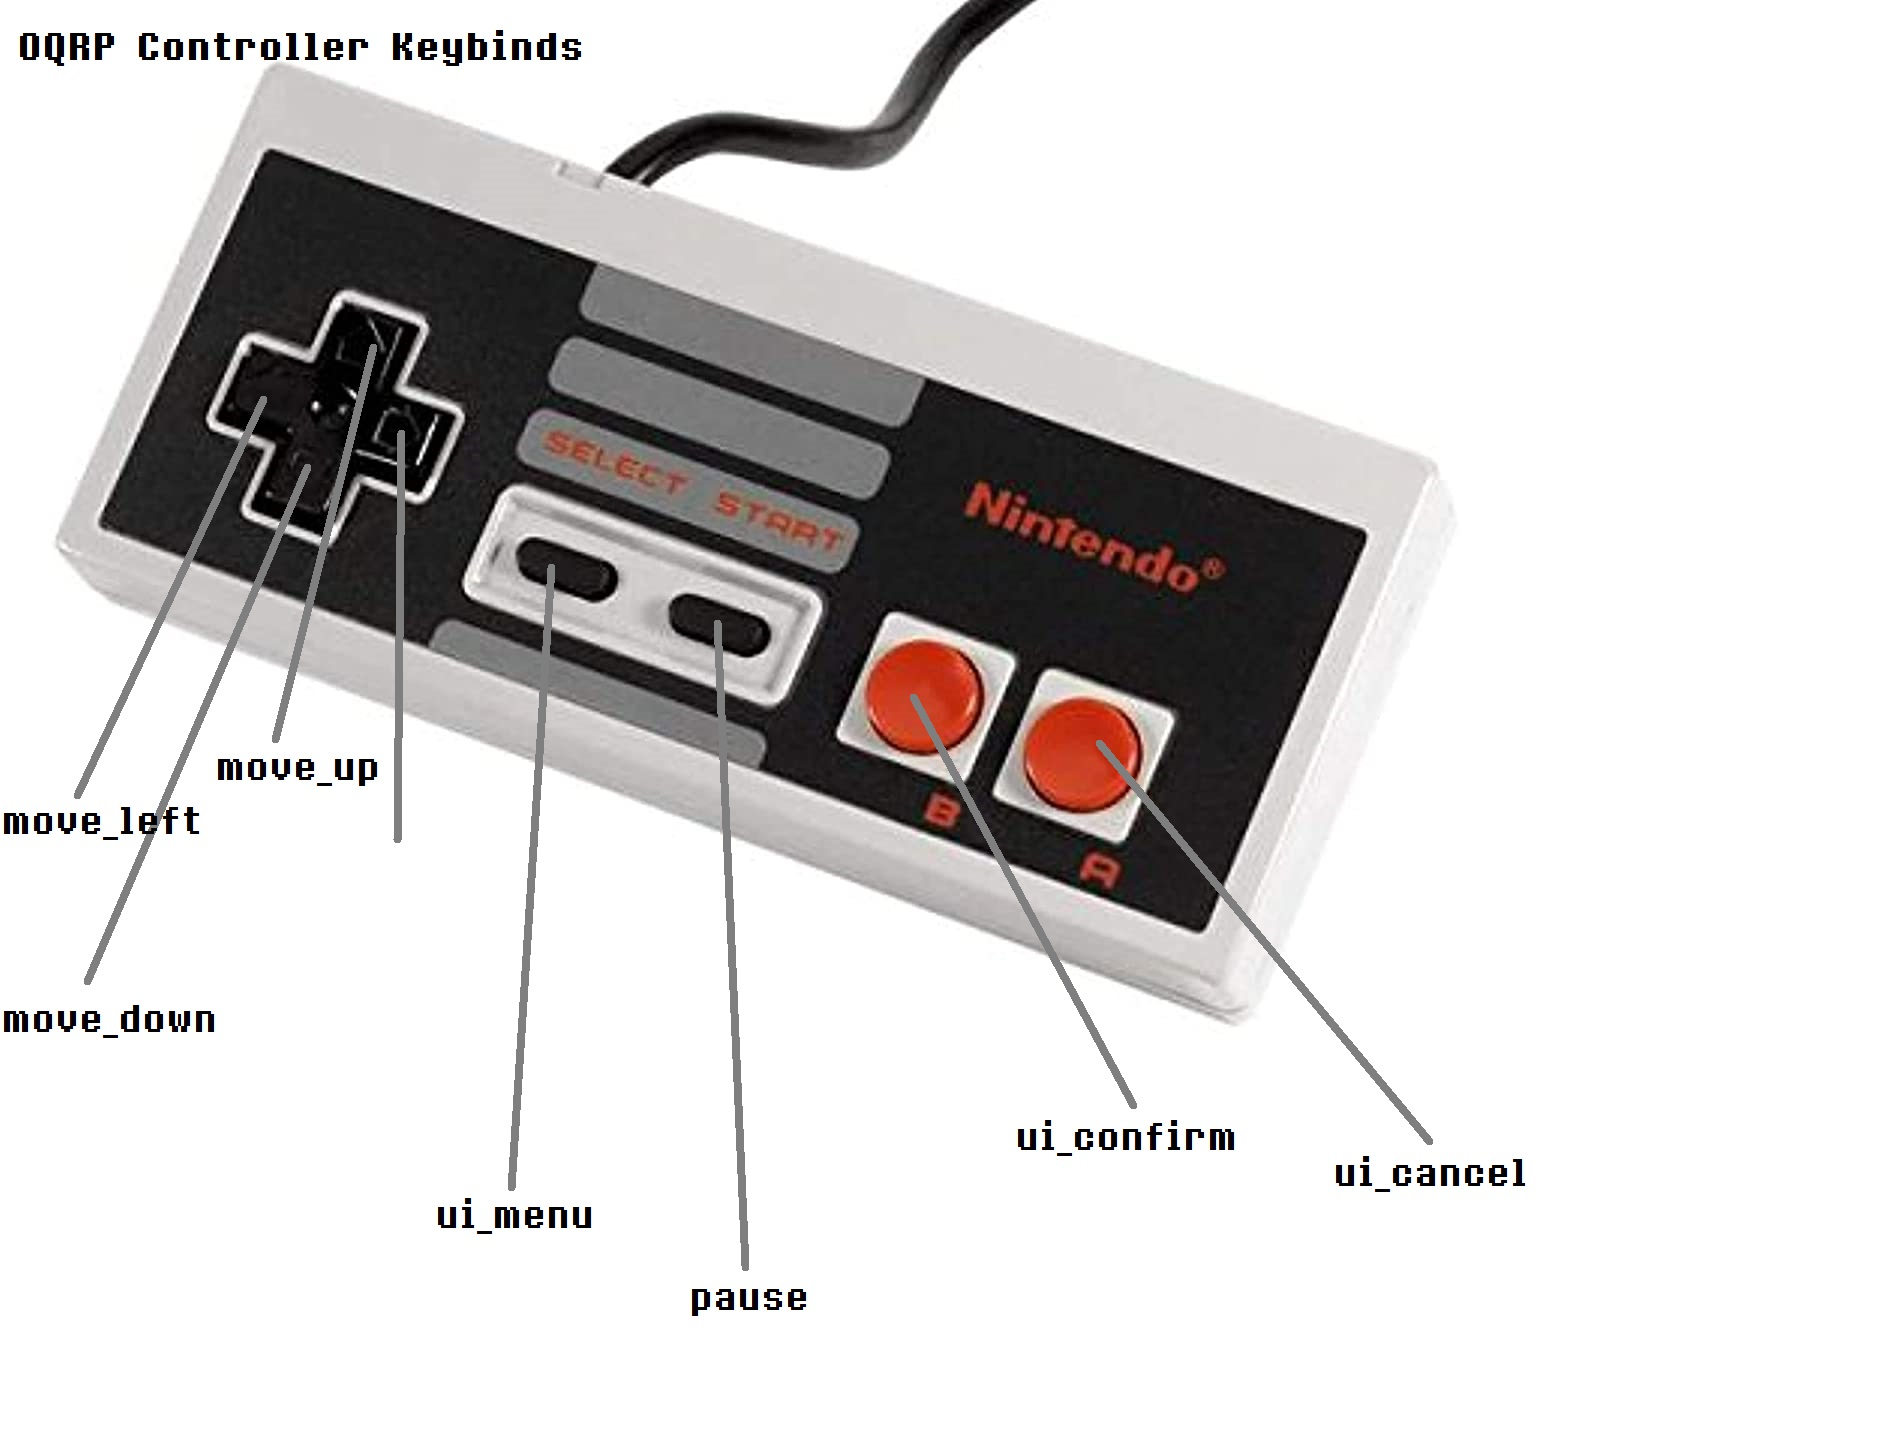 OQRP Controller Keybinds
SELECT START
Nintendo®
B
A
move_up
move_left
move_down
ui_menu
pause
ui_confirm
ui_cancel